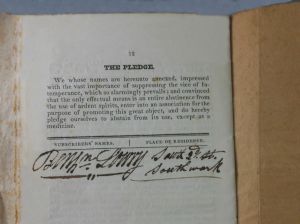 12
THE PLEDGE.
We whose names are hereunto annexed, impressed
with the vast importance of suppressing the vice of In-
temperance, which so alarmingly prevails; and convinced
that the only effectual means is an entire abstinence from
the use of ardent spirits, enter into an association for the
purpose of promoting this great object, and do hereby
pledge ourselves to abstain from its use, except as a
medicine.
SUBSCRIBERS' NAMES. PLACE OF RESIDENCE.
Benjn 2d. St.
Southwark